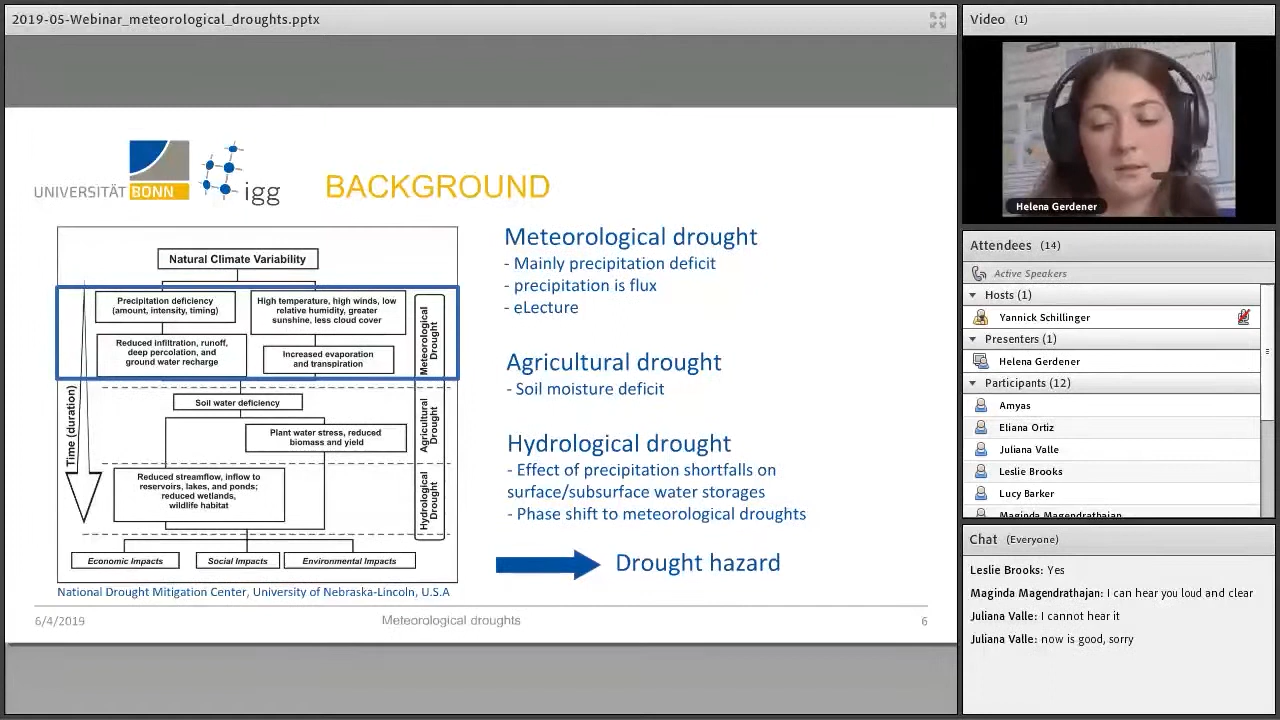 2019-05-Webinar_meteorological_droughts.pptx
UNIVERSITÄT BONN
igg
BACKGROUND
Natural Climate Variability
Precipitation deficiency
(amount, intensity, timing)
High temperature, high winds, low
relative humidity, greater
sunshine, less cloud cover
Reduced infiltration, runoff,
deep percolation, and
ground water recharge
Increased evaporation
and transpiration
Meteorological
Drought
Soil water deficiency
Plant water stress, reduced
biomass and yield
Agricultural
Drought
Time (duration)
Reduced streamflow, inflow to
reservoirs, lakes, and ponds;
reduced wetlands,
wildlife habitat
Hydrological
Drought
Economic Impacts
Social Impacts
Environmental Impacts
National Drought Mitigation Center, University of Nebraska-Lincoln, U.S.A
Meteorological drought
- Mainly precipitation deficit
- precipitation is flux
- eLecture
Agricultural drought
- Soil moisture deficit
Hydrological drought
- Effect of precipitation shortfalls on
surface/subsurface water storages
- Phase shift to meteorological droughts
Drought hazard
6/4/2019
Meteorological droughts
6
Video (1)
Helena Gerdener
Attendees (14)
Active Speakers
Hosts (1)
Yannick Schillinger
Presenters (1)
Helena Gerdener
Participants (12)
Amyas
Eliana Ortiz
Juliana Valle
Leslie Brooks
Lucy Barker
Maginda Magendrathajan
Chat (Everyone)
Leslie Brooks: Yes
Maginda Magendrathajan: I can hear you loud and clear
Juliana Valle: I cannot hear it
Juliana Valle: now is good, sorry